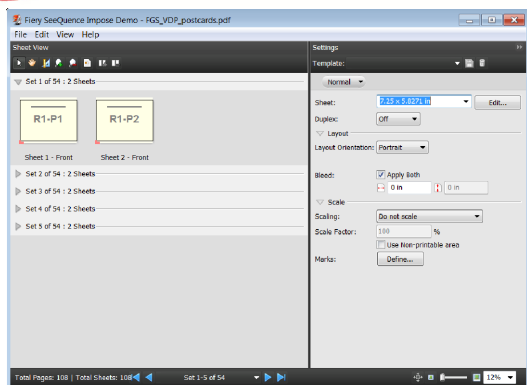 Fiery SeeQuence Impose Demo - FGS_VDP_postcards.pdf
File Edit View Help
Sheet View
Settings
Template:
Set 1 of 54 : 2 Sheets
Normal
R1-P1
R1-P2
Sheet 1 - Front
Sheet 2 - Front
Sheet:
7.25 x 5.8271 in
Edit...
Duplex:
Off
Layout
Layout Orientation:
Portrait
Set 2 of 54 : 2 Sheets
Bleed:
Apply Both
Set 3 of 54 : 2 Sheets
0 in
0 in
Set 4 of 54 : 2 Sheets
Scale
Set 5 of 54 : 2 Sheets
Scaling:
Do not scale
Scale Factor:
100
%
Use Non-printable area
Marks:
Define...
Total Pages: 108 | Total Sheets: 108
Set 1-5 of 54
12%